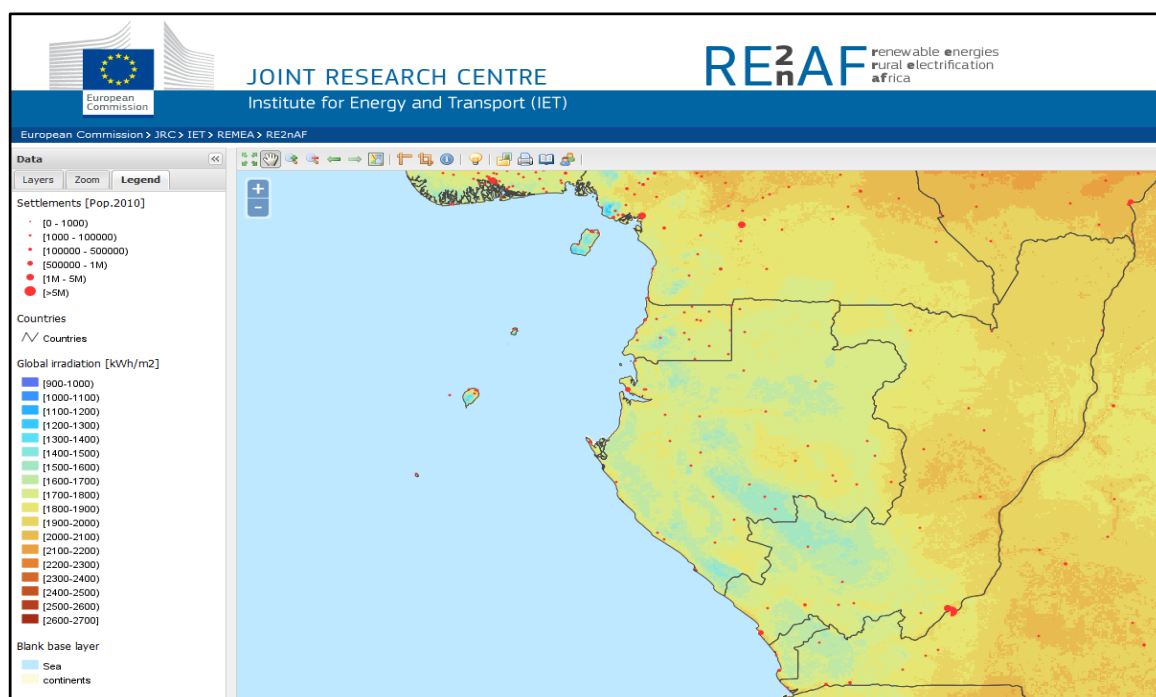 European
Commission
JOINT RESEARCH CENTRE
Institute for Energy and Transport (IET)
RE2nAF
renewable energies
rural electrification
africa
European Commission > JRC > IET > REMEA > RE2nAF
Data
Layers Zoom Legend
Settlements [Pop.2010]
[0 - 1000)
[1000 - 100000)
[100000 - 500000)
[500000 - 1M)
[1M - 5M)
[>5M)
Countries
Countries
Global irradiation [kWh/m2]
[900-1000)
[1000-1100)
[1100-1200)
[1200-1300)
[1300-1400)
[1400-1500)
[1500-1600)
[1600-1700)
[1700-1800)
[1800-1900)
[1900-2000)
[2000-2100)
[2100-2200)
[2200-2300)
[2300-2400)
[2400-2500)
[2500-2600)
[2600-2700]
Blank base layer
Sea
continents